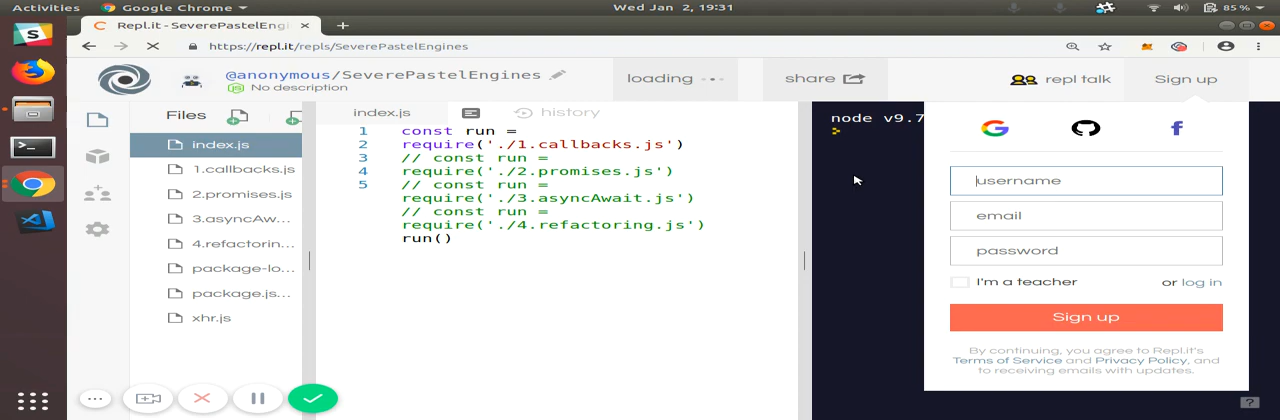 Activities Google Chrome Wed Jan 2, 19:31 85 %
Repl.it - SeverePastelEngi
https://repl.it/repls/SeverePastelEngines
@anonymous/SeverePastelEngines
No description
loading
share
repl talk
Sign up
Files
index.js
1.callbacks.js
2.promises.js
3.asyncAw...
4.refactorin...
package-lo...
package.js...
xhr.js
index.js
history
1 const run =
2 require('./1.callbacks.js')
3 // const run =
4 require('./2.promises.js')
5 // const run =
require('./3.asyncAwait.js')
// const run =
require('./4.refactoring.js')
run()
node v9.7
username
email
password
I'm a teacher
or log in
Sign up
By continuing, you agree to Repl.it's
Terms of Service and Privacy Policy, and
to receiving emails with updates.
?